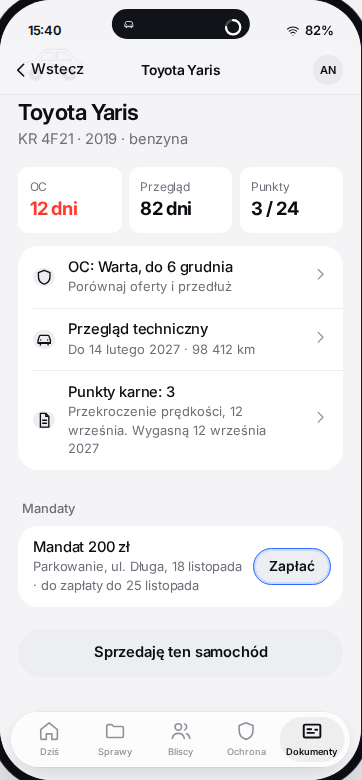 15:40
82%
Wstecz
Toyota Yaris
AN
Toyota Yaris
KR 4F21 · 2019 · benzyna
OC
12 dni
Przegląd
82 dni
Punkty
3 / 24
OC: Warta, do 6 grudnia
Porównaj oferty i przedłuż
Przegląd techniczny
Do 14 lutego 2027 · 98 412 km
Punkty karne: 3
Przekroczenie prędkości, 12
września. Wygasną 12 września
2027
Mandaty
Mandat 200 zł
Parkowanie, ul. Długa, 18 listopada
· do zapłaty do 25 listopada
Zapłać
Sprzedaję ten samochód
Dziś
Sprawy
Bliscy
Ochrona
Dokumenty